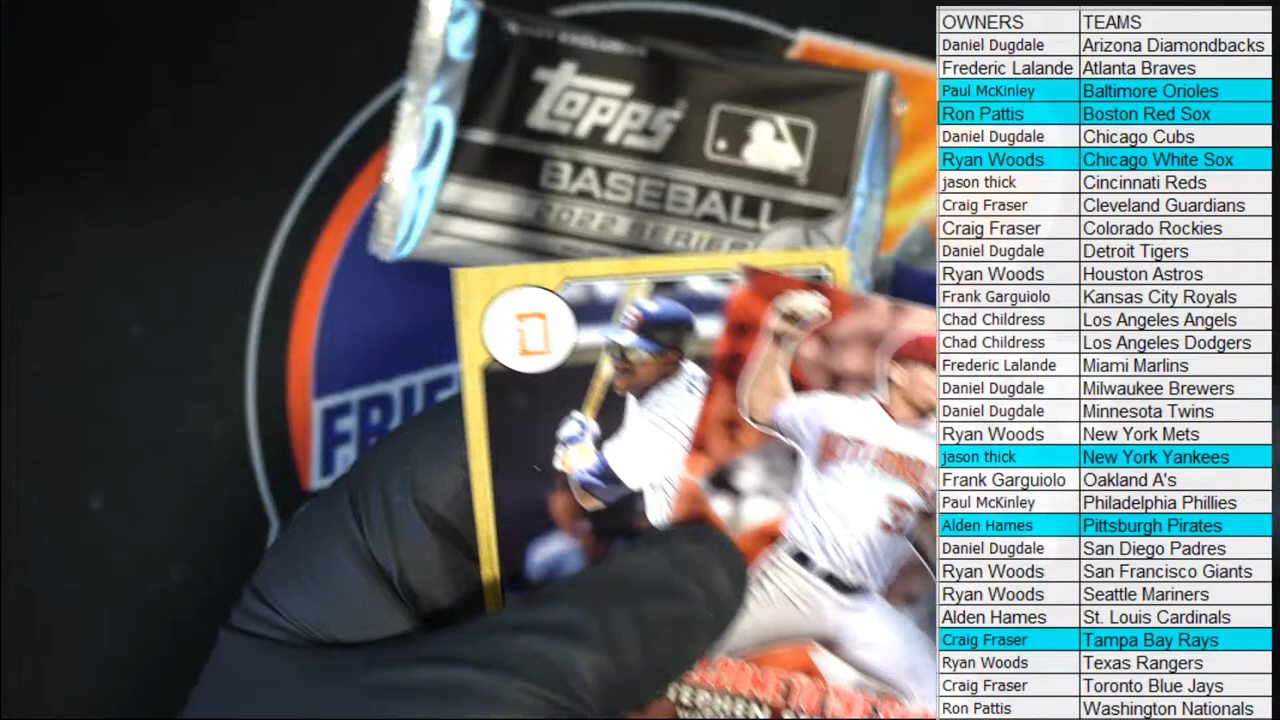 TOPPS
BASEBALL
2022 SERIES
FRIE
OWNERS TEAMS
Daniel Dugdale Arizona Diamondbacks
Frederic Lalande Atlanta Braves
Paul McKinley Baltimore Orioles
Ron Pattis Boston Red Sox
Daniel Dugdale Chicago Cubs
Ryan Woods Chicago White Sox
jason thick Cincinnati Reds
Craig Fraser Cleveland Guardians
Craig Fraser Colorado Rockies
Daniel Dugdale Detroit Tigers
Ryan Woods Houston Astros
Frank Garguiolo Kansas City Royals
Chad Childress Los Angeles Angels
Chad Childress Los Angeles Dodgers
Frederic Lalande Miami Marlins
Daniel Dugdale Milwaukee Brewers
Daniel Dugdale Minnesota Twins
Ryan Woods New York Mets
jason thick New York Yankees
Frank Garguiolo Oakland A's
Paul McKinley Philadelphia Phillies
Alden Hames Pittsburgh Pirates
Daniel Dugdale San Diego Padres
Ryan Woods San Francisco Giants
Ryan Woods Seattle Mariners
Alden Hames St. Louis Cardinals
Craig Fraser Tampa Bay Rays
Ryan Woods Texas Rangers
Craig Fraser Toronto Blue Jays
Ron Pattis Washington Nationals